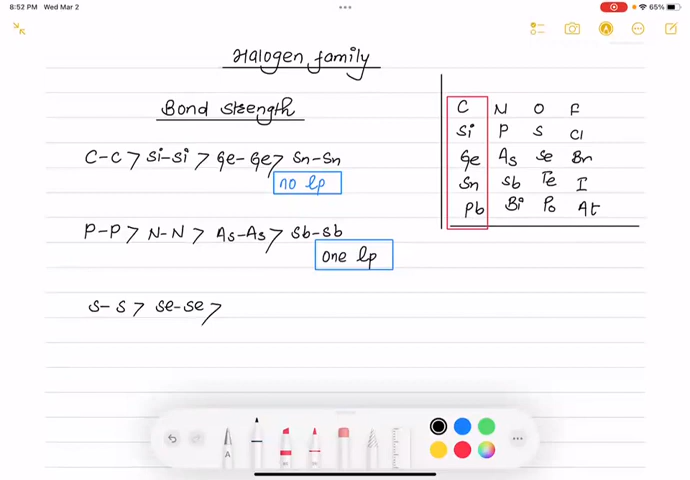 8:52 PM Wed Mar 2
65%
Halogen family
Bond strength
C-C > Si-Si > Ge-Ge > Sn-Sn
no lp
P-P > N-N > As-As > Sb-Sb
one lp
S-S > Se-Se >
C N O F
Si P S Cl
Ge As Se Br
Sn Sb Te I
Pb Bi Po At
A